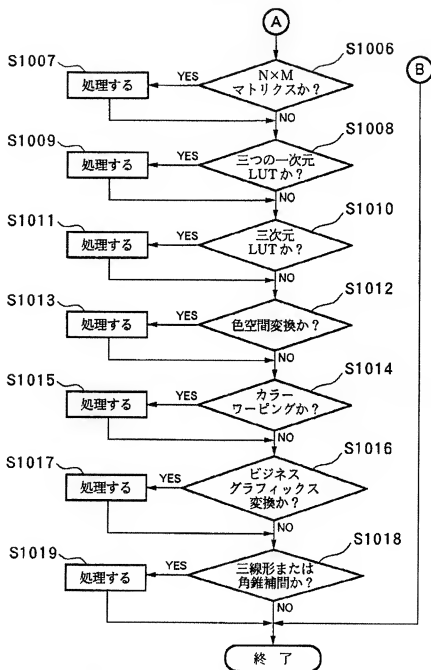 A
S1006
B
S1007
N×M
マトリクスか?
YES
処理する
NO
S1008
S1009
三つの一次元
LUTか?
YES
処理する
NO
S1010
S1011
三次元
LUTか?
YES
処理する
NO
S1012
S1013
色空間変換か?
YES
処理する
NO
S1014
S1015
カラー
ワーピングか?
YES
処理する
NO
S1016
S1017
ビジネス
グラフィックス
変換か?
YES
処理する
NO
S1018
S1019
三線形または
角錐補間か?
YES
処理する
NO
終了